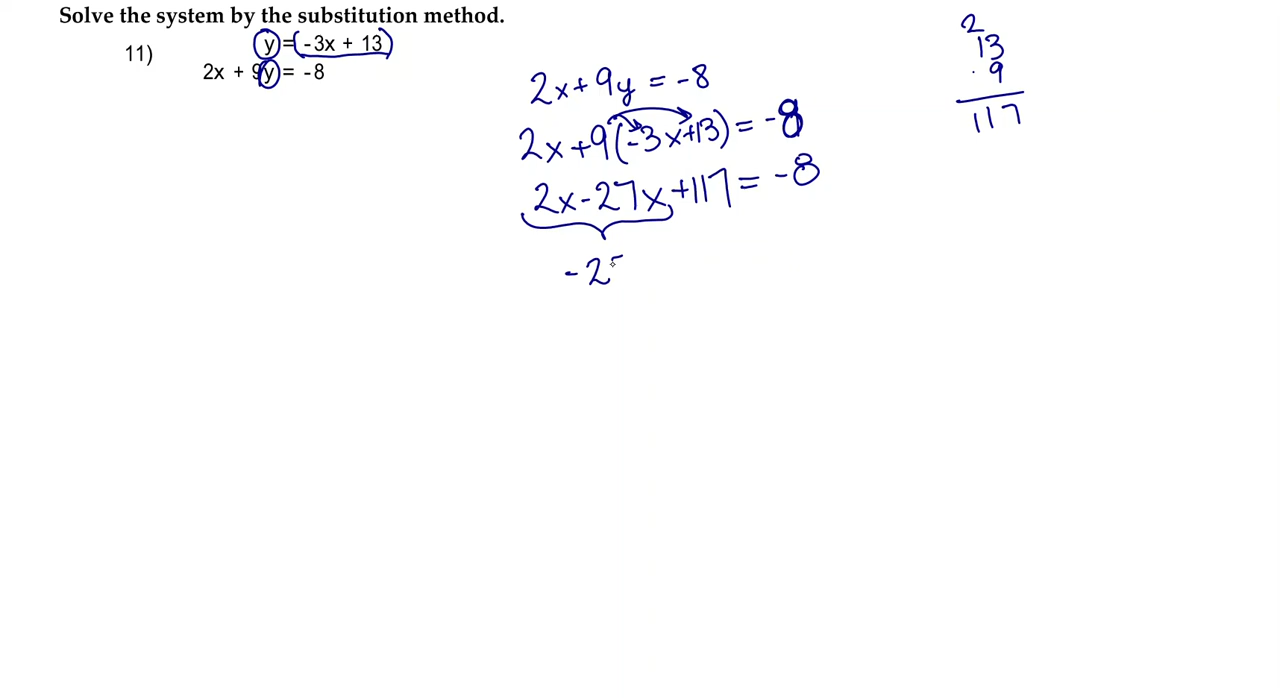 Solve the system by the substitution method.
11)
y = (-3x + 13)
2x + 9y = -8
2x+9y = -8
2x+9(-3x+13) = -8
2x-27x+117 = -8
-25
2
13
· 9
117